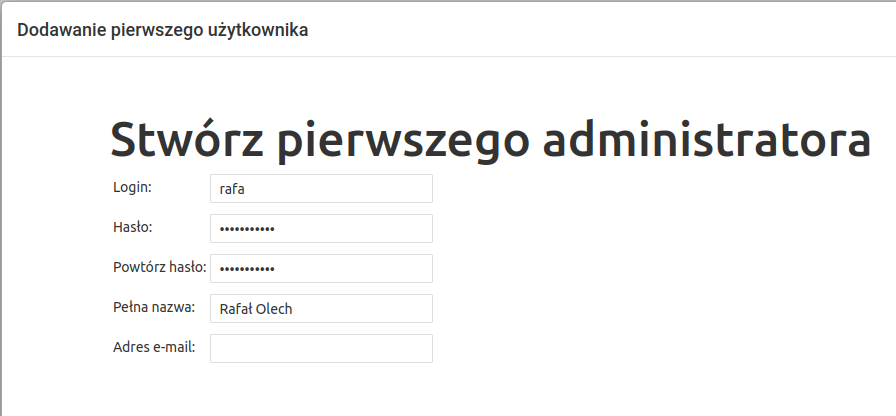 Dodawanie pierwszego użytkownika
Stwórz pierwszego administratora
Login: rafa
Hasło: •••••••••••
Powtórz hasło: •••••••••••
Pełna nazwa: Rafał Olech
Adres e-mail: